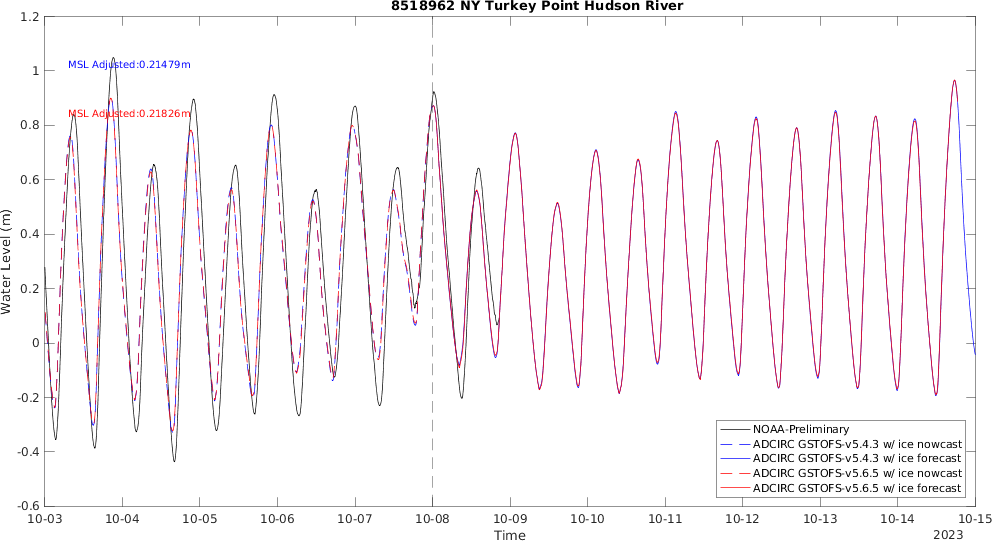 8518962 NY Turkey Point Hudson River
MSL Adjusted:0.21479m
MSL Adjusted:0.21826m
Water Level (m)
1.2
1
0.8
0.6
0.4
0.2
0
-0.2
-0.4
-0.6
NOAA-Preliminary
ADCIRC GSTOFS-v5.4.3 w/ ice nowcast
ADCIRC GSTOFS-v5.4.3 w/ ice forecast
ADCIRC GSTOFS-v5.6.5 w/ ice nowcast
ADCIRC GSTOFS-v5.6.5 w/ ice forecast
10-03 10-04 10-05 10-06 10-07 10-08 10-09 10-10 10-11 10-12 10-13 10-14 10-15
Time
2023